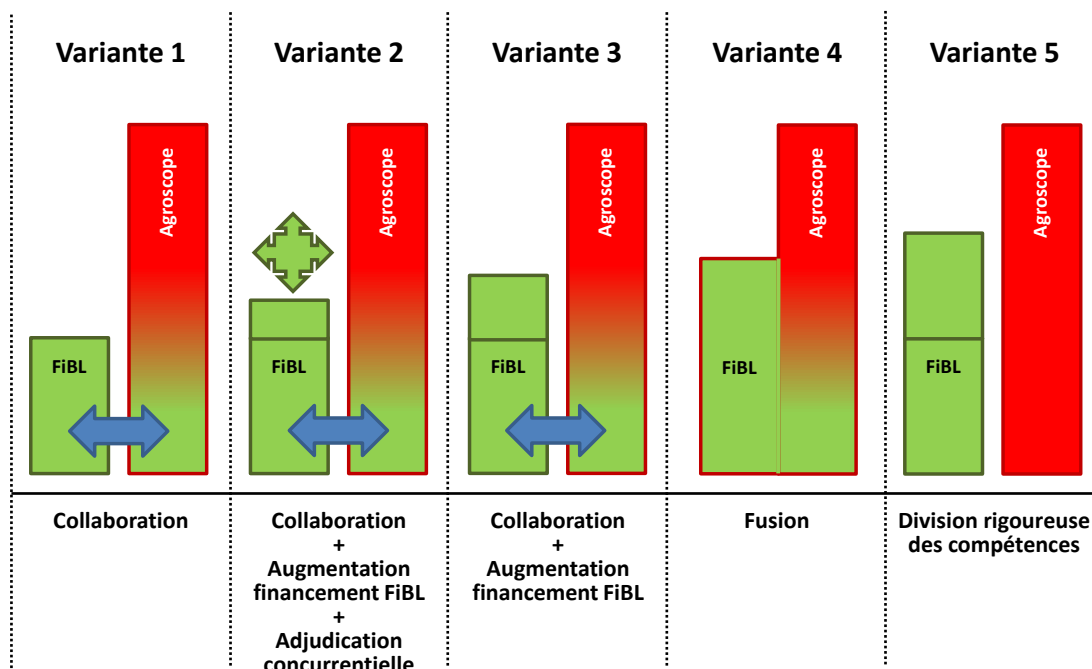 Variante 1
Variante 2
Variante 3
Variante 4
Variante 5
Agroscope
Agroscope
Agroscope
Agroscope
Agroscope
FiBL
FiBL
FiBL
FiBL
FiBL
Collaboration
Collaboration
+
Augmentation
financement FiBL
+
Adjudication
concurrentielle
Collaboration
+
Augmentation
financement FiBL
Fusion
Division rigoureuse
des compétences